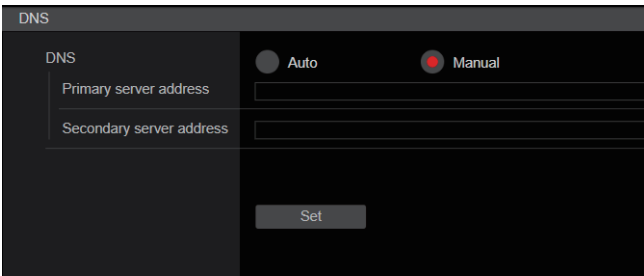 DNS
DNS Auto Manual
Primary server address
Secondary server address
Set